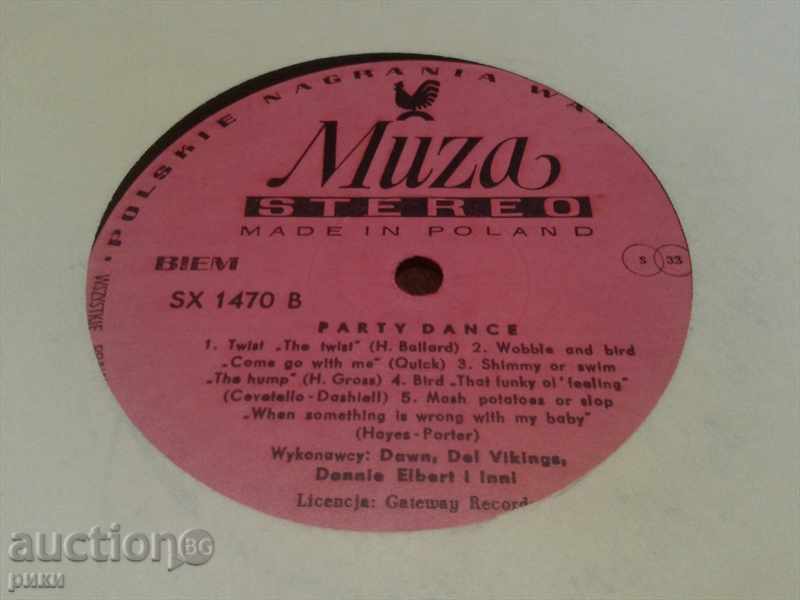 POLSKIE NAGRANIA
Muza
STEREO
MADE IN POLAND
BIEM
S 33
SX 1470 B
WSZYSTKIE
PARTY DANCE
1. Twist „The twist" (H. Ballard) 2. Wobble and bird
„Come go with me" (Quick) 3. Shimmy or swim
„The hump" (H. Gross) 4. Bird „That funky ol' feeling"
(Cevetello - Dashiell) 5. Mash potatoes or slop
„When something is wrong with my baby"
(Hayes - Porter)
Wykonawcy: Dawn, Del Vikings,
Donnie Elbert i inni
Licencja: Gateway Record
auction BG
рики